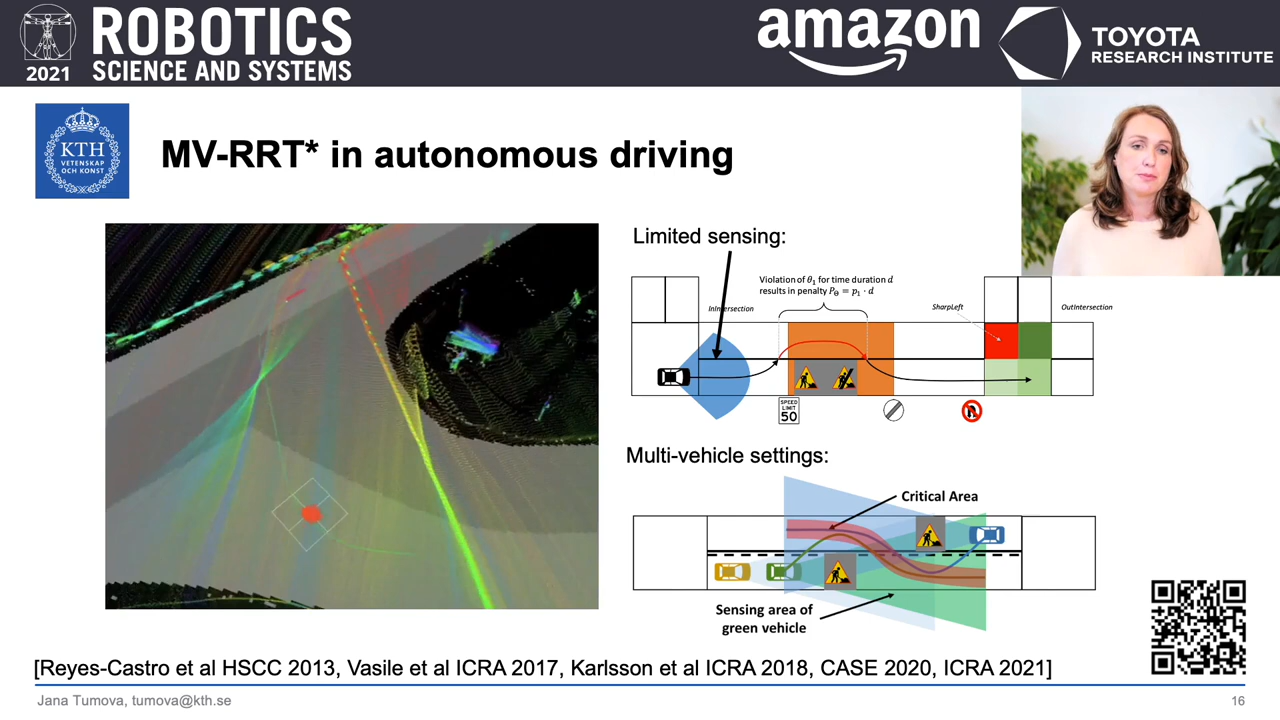 ROBOTICS
SCIENCE AND SYSTEMS
2021
amazon
TOYOTA
RESEARCH INSTITUTE
KTH
VETENSKAP
OCH KONST
MV-RRT* in autonomous driving
Limited sensing:
Violation of θ₁ for time duration d
results in penalty P_Θ = p₁ · d
InIntersection
SharpLeft
OutIntersection
SPEED
LIMIT
50
Multi-vehicle settings:
Critical Area
Sensing area of
green vehicle
[Reyes-Castro et al HSCC 2013, Vasile et al ICRA 2017, Karlsson et al ICRA 2018, CASE 2020, ICRA 2021]
Jana Tumova, tumova@kth.se
16